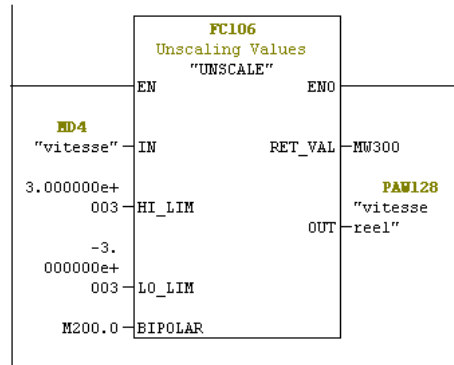 FC106
Unscaling Values
"UNSCALE"
EN ENO
MD4
"vitesse" IN RET_VAL MW300
3.000000e+
003 HI_LIM
PAW128
"vitesse
OUT reel"
-3.
000000e+
003 LO_LIM
M200.0 BIPOLAR